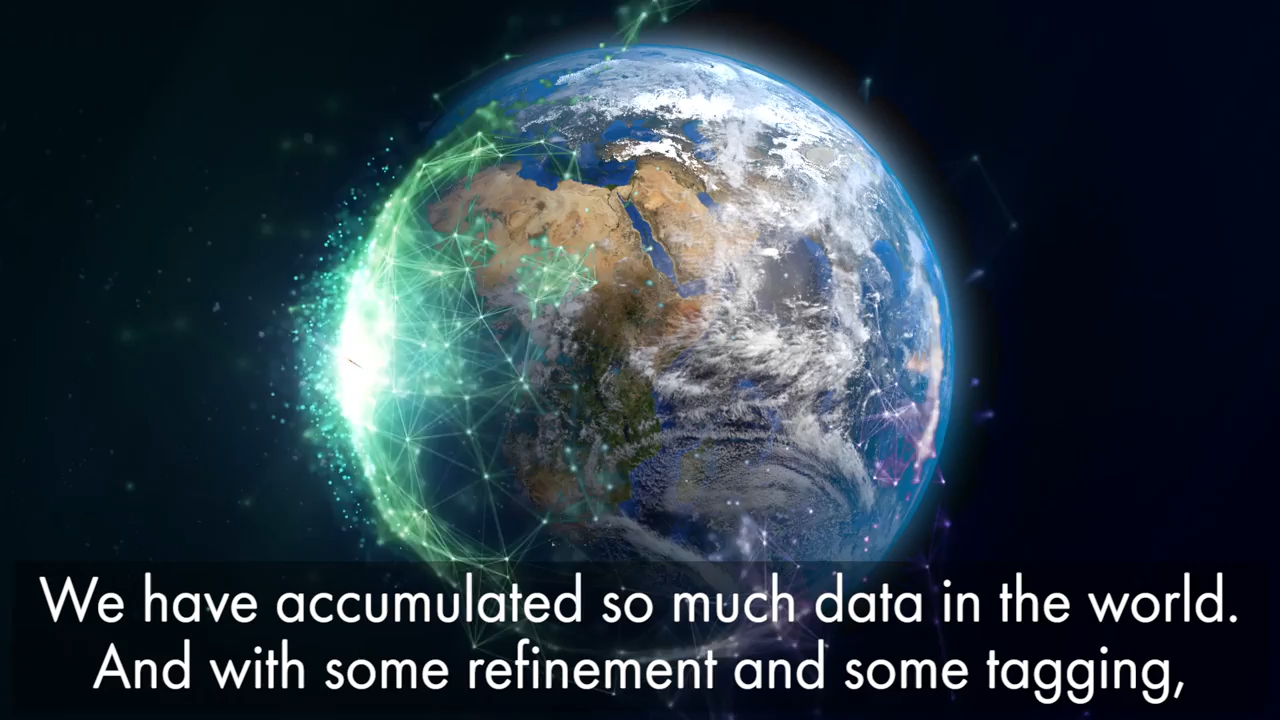 We have accumulated so much data in the world.
And with some refinement and some tagging,